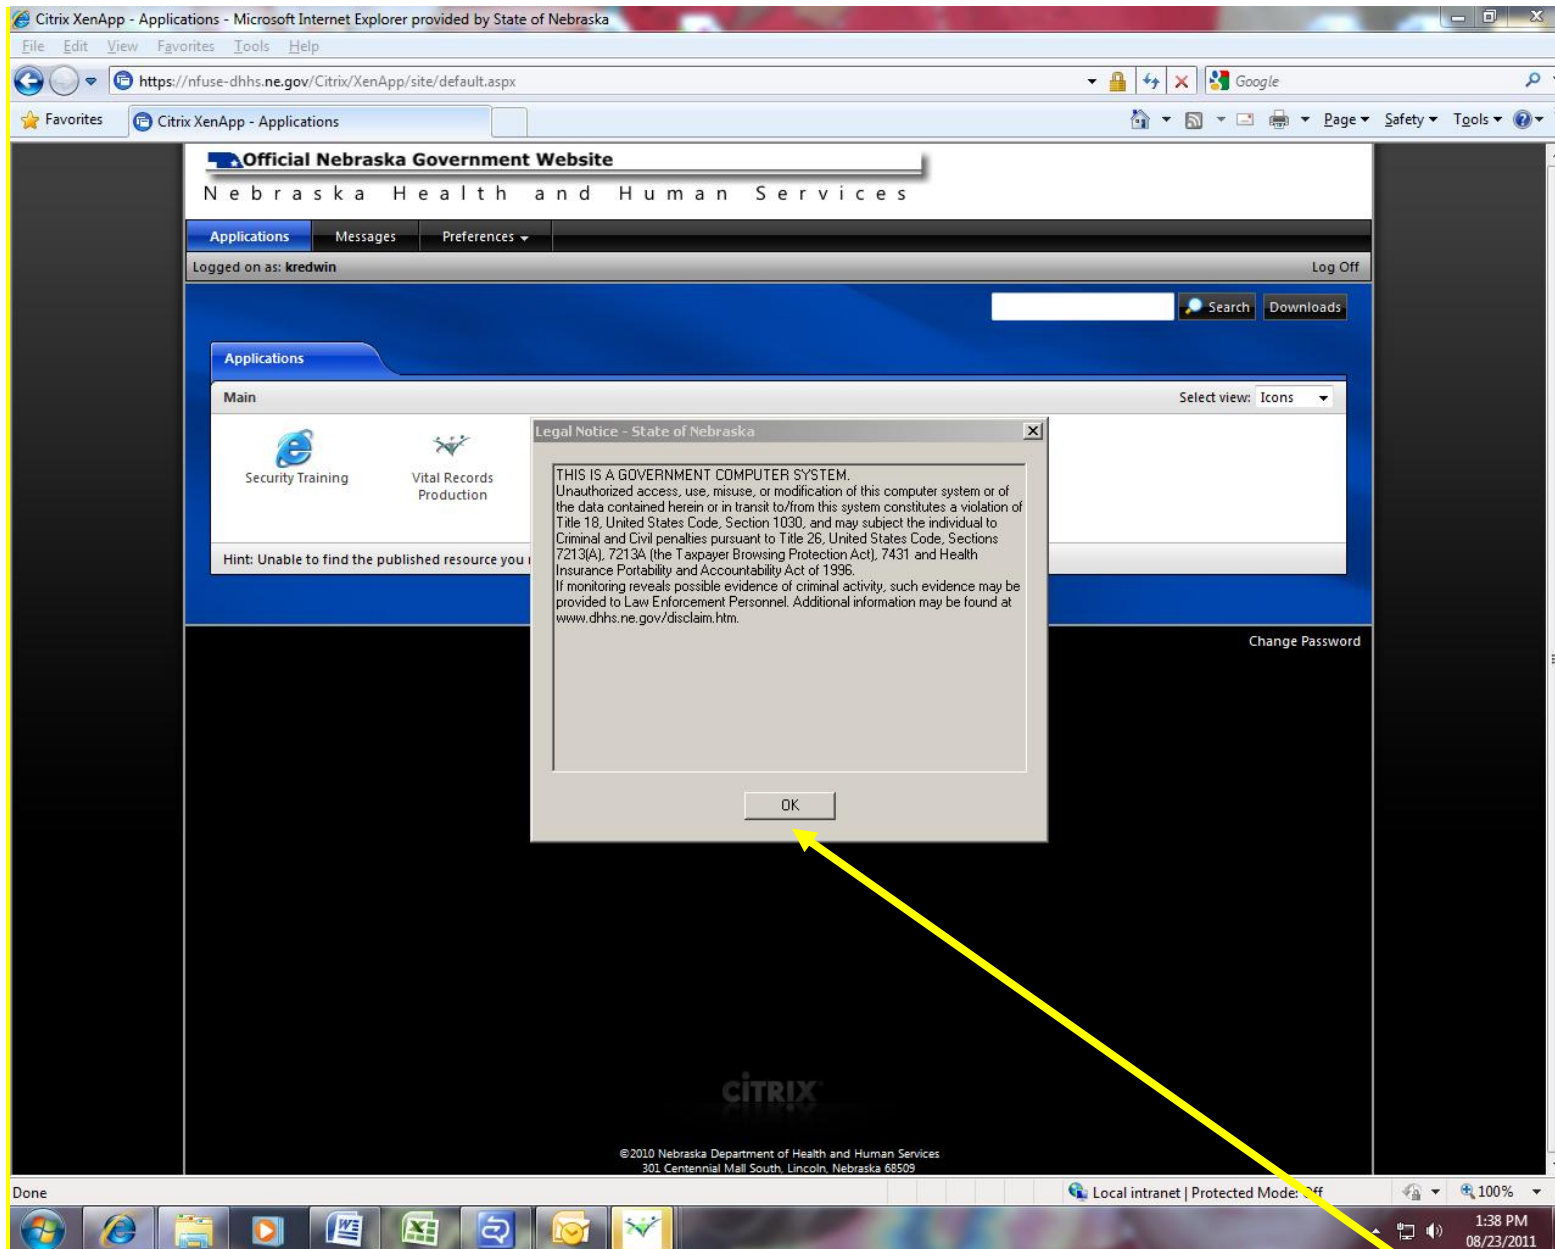 Citrix XenApp - Applications - Microsoft Internet Explorer provided by State of Nebraska
File Edit View Favorites Tools Help
https://nfuse-dhhs.ne.gov/Citrix/XenApp/site/default.aspx
Google
Favorites
Citrix XenApp - Applications
Page
Safety
Tools
Official Nebraska Government Website
Nebraska Health and Human Services
Applications
Messages
Preferences
Logged on as: kredwin
Log Off
Search
Downloads
Applications
Main
Select view: Icons
Security Training
Vital Records
Production
Hint: Unable to find the published resource you
Legal Notice - State of Nebraska
THIS IS A GOVERNMENT COMPUTER SYSTEM.
Unauthorized access, use, misuse, or modification of this computer system or of
the data contained herein or in transit to/from this system constitutes a violation of
Title 18, United States Code, Section 1030, and may subject the individual to
Criminal and Civil penalties pursuant to Title 26, United States Code, Sections
7213(A), 7213A (the Taxpayer Browsing Protection Act), 7431 and Health
Insurance Portability and Accountability Act of 1996.
If monitoring reveals possible evidence of criminal activity, such evidence may be
provided to Law Enforcement Personnel. Additional information may be found at
www.dhhs.ne.gov/disclaim.htm.
OK
Change Password
CITRIX
©2010 Nebraska Department of Health and Human Services
301 Centennial Mall South, Lincoln, Nebraska 68509
Done
Local intranet | Protected Mode: Off
100%
1:38 PM
08/23/2011